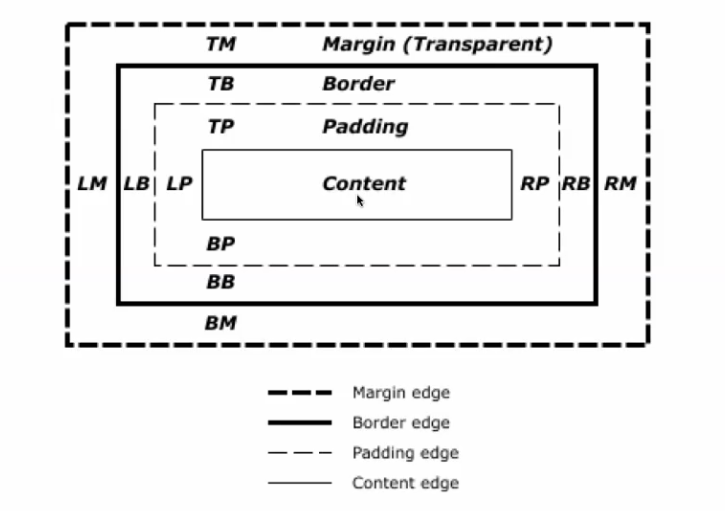 TM Margin (Transparent)
TB Border
TP Padding
LM LB LP Content RP RB RM
BP
BB
BM
Margin edge
Border edge
Padding edge
Content edge